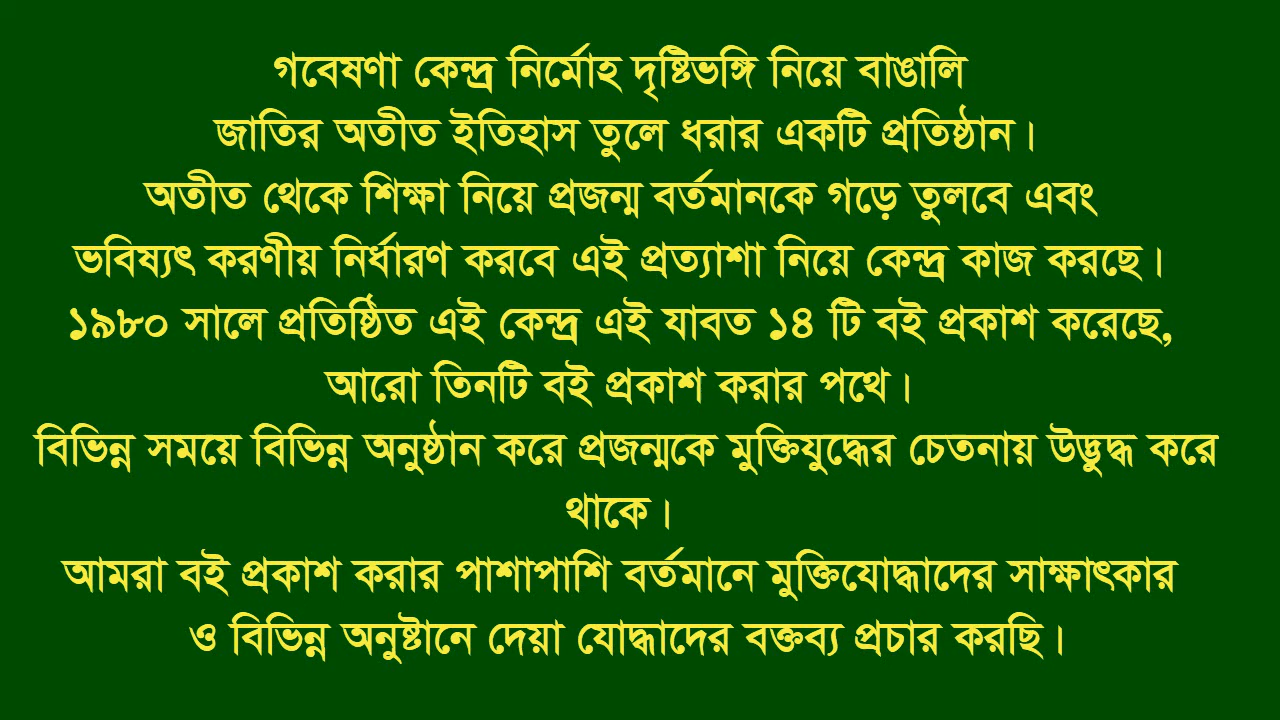 গবেষণা কেন্দ্র নির্মোহ দৃষ্টিভঙ্গি নিয়ে বাঙালি
জাতির অতীত ইতিহাস তুলে ধরার একটি প্রতিষ্ঠান।
অতীত থেকে শিক্ষা নিয়ে প্রজন্ম বর্তমানকে গড়ে তুলবে এবং
ভবিষ্যৎ করণীয় নির্ধারণ করবে এই প্রত্যাশা নিয়ে কেন্দ্র কাজ করছে।
১৯৮০ সালে প্রতিষ্ঠিত এই কেন্দ্র এই যাবত ১৪ টি বই প্রকাশ করেছে,
আরো তিনটি বই প্রকাশ করার পথে।
বিভিন্ন সময়ে বিভিন্ন অনুষ্ঠান করে প্রজন্মকে মুক্তিযুদ্ধের চেতনায় উদ্ভুদ্ধ করে
থাকে।
আমরা বই প্রকাশ করার পাশাপাশি বর্তমানে মুক্তিযোদ্ধাদের সাক্ষাৎকার
ও বিভিন্ন অনুষ্টানে দেয়া যোদ্ধাদের বক্তব্য প্রচার করছি।